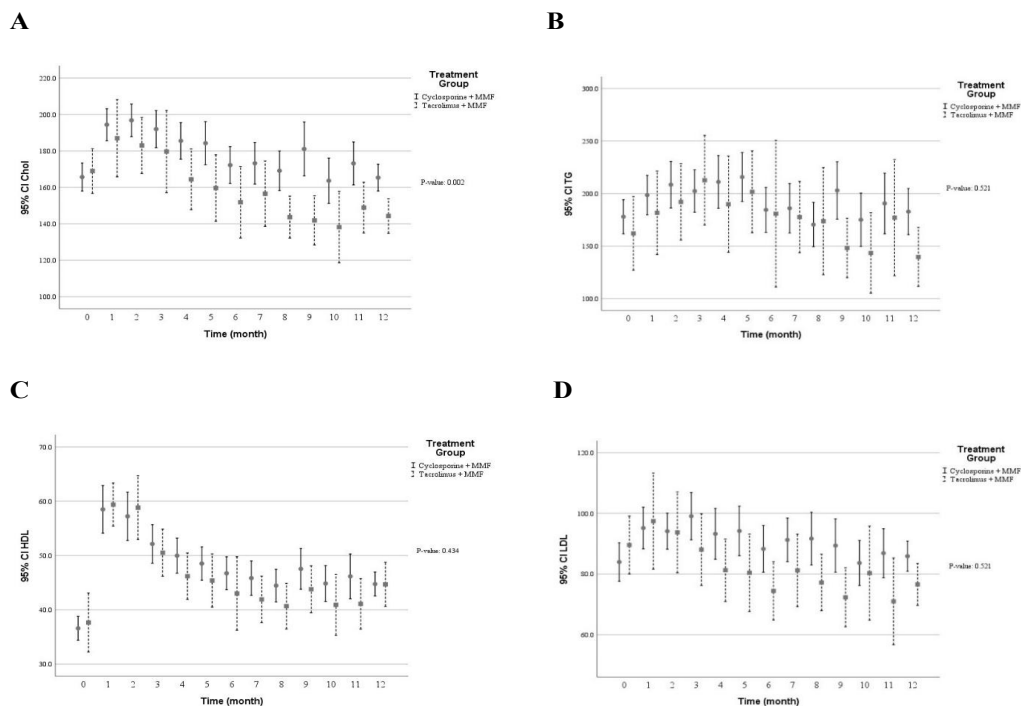 A
Treatment
Group
Cyclosporine + MMF
Tacrolimus + MMF
P-value: 0.002
95% CI Chol
220.0
200.0
180.0
160.0
140.0
120.0
100.0
0 1 2 3 4 5 6 7 8 9 10 11 12
Time (month)
B
Treatment
Group
Cyclosporine + MMF
Tacrolimus + MMF
P-value: 0.521
95% CI TG
300.0
250.0
200.0
150.0
100.0
0 1 2 3 4 5 6 7 8 9 10 11 12
Time (month)
C
Treatment
Group
Cyclosporine + MMF
Tacrolimus + MMF
P-value: 0.434
95% CI HDL
70.0
60.0
50.0
40.0
30.0
0 1 2 3 4 5 6 7 8 9 10 11 12
Time (month)
D
Treatment
Group
Cyclosporine + MMF
Tacrolimus + MMF
P-value: 0.521
95% CI LDL
120.0
100.0
80.0
60.0
0 1 2 3 4 5 6 7 8 9 10 11 12
Time (month)